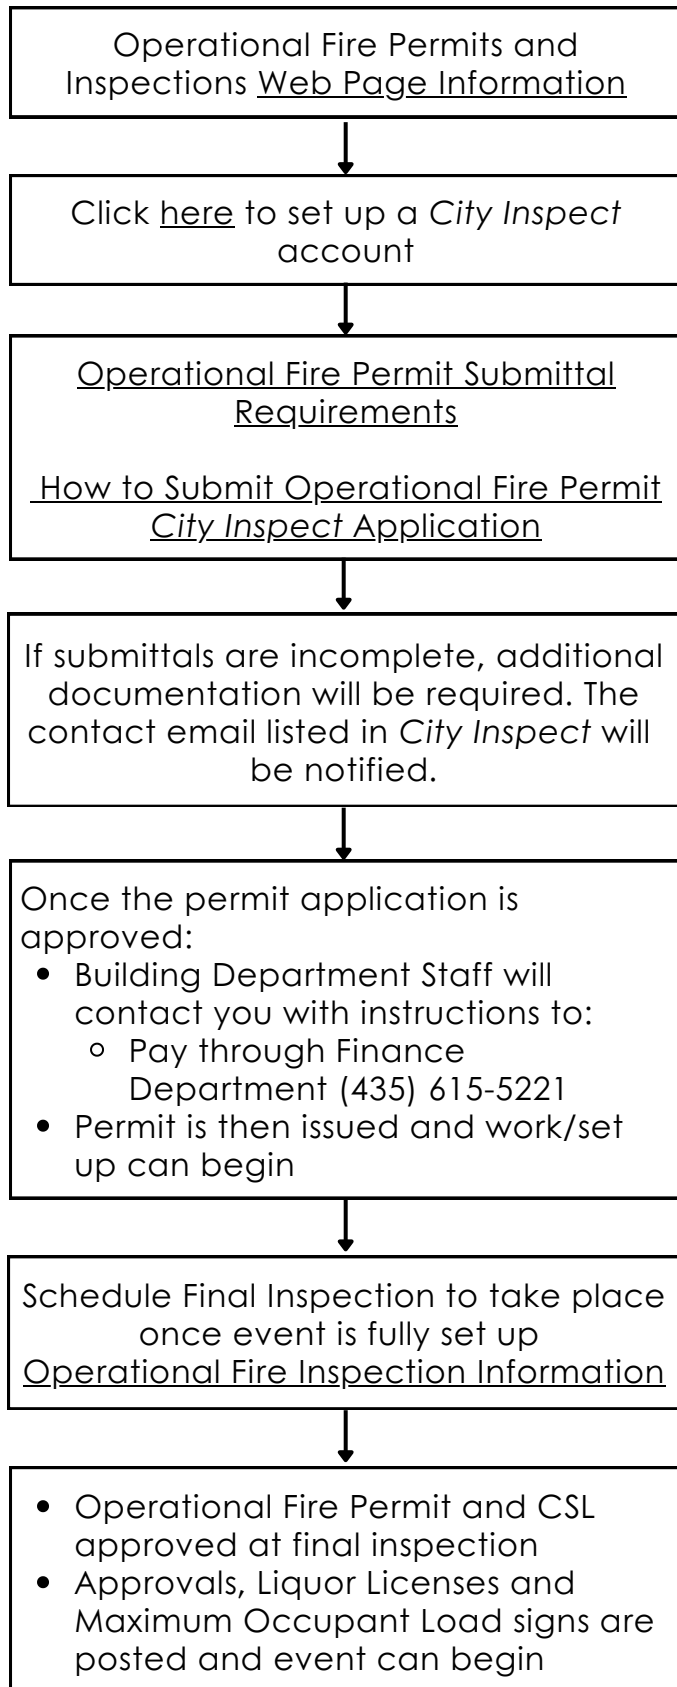 Operational Fire Permits and
Inspections Web Page Information
Click here to set up a City Inspect
account
Operational Fire Permit Submittal
Requirements
How to Submit Operational Fire Permit
City Inspect Application
If submittals are incomplete, additional
documentation will be required. The
contact email listed in City Inspect will
be notified.
Once the permit application is
approved:
• Building Department Staff will
contact you with instructions to:
○ Pay through Finance
Department (435) 615-5221
• Permit is then issued and work/set
up can begin
Schedule Final Inspection to take place
once event is fully set up
Operational Fire Inspection Information
• Operational Fire Permit and CSL
approved at final inspection
• Approvals, Liquor Licenses and
Maximum Occupant Load signs are
posted and event can begin